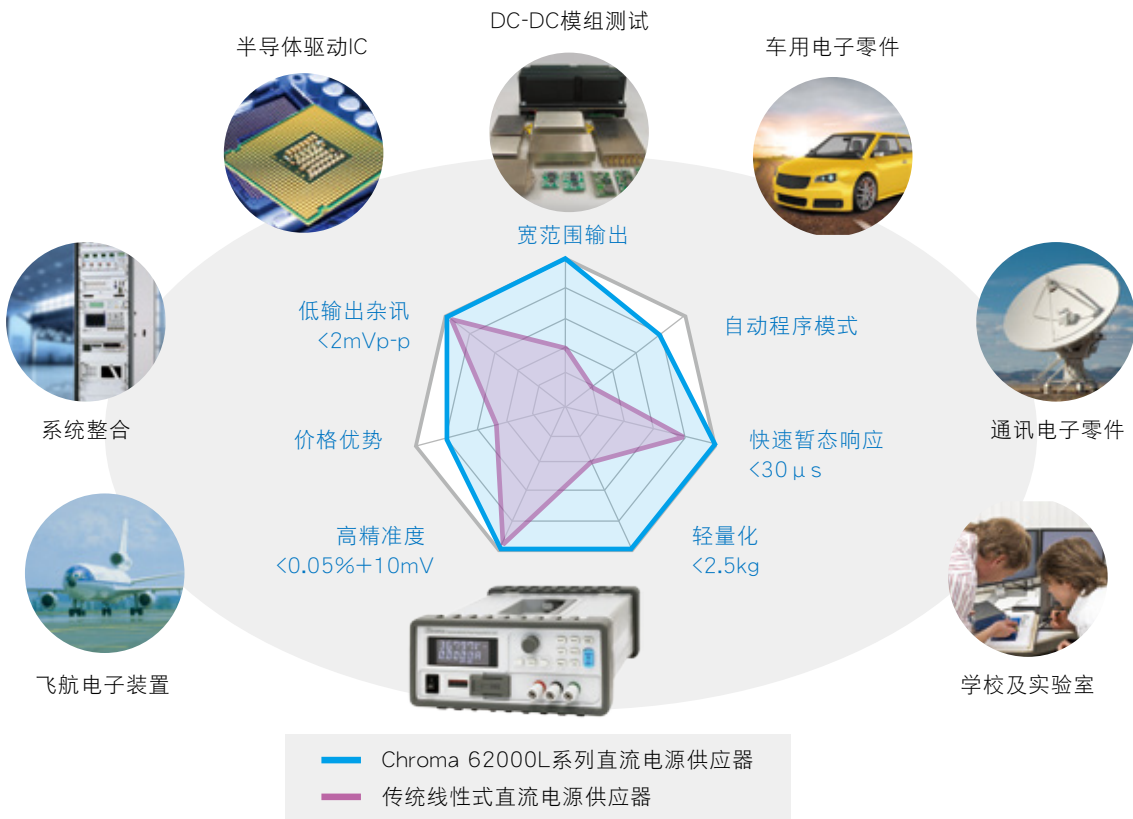 DC-DC模组测试
半导体驱动IC
车用电子零件
宽范围输出
低输出杂讯
<2mVp-p
自动程序模式
系统整合
价格优势
快速暂态响应
<30μs
通讯电子零件
高精准度
<0.05%+10mV
轻量化
<2.5kg
飞航电子装置
学校及实验室
Chroma 62000L系列直流电源供应器
传统线性式直流电源供应器